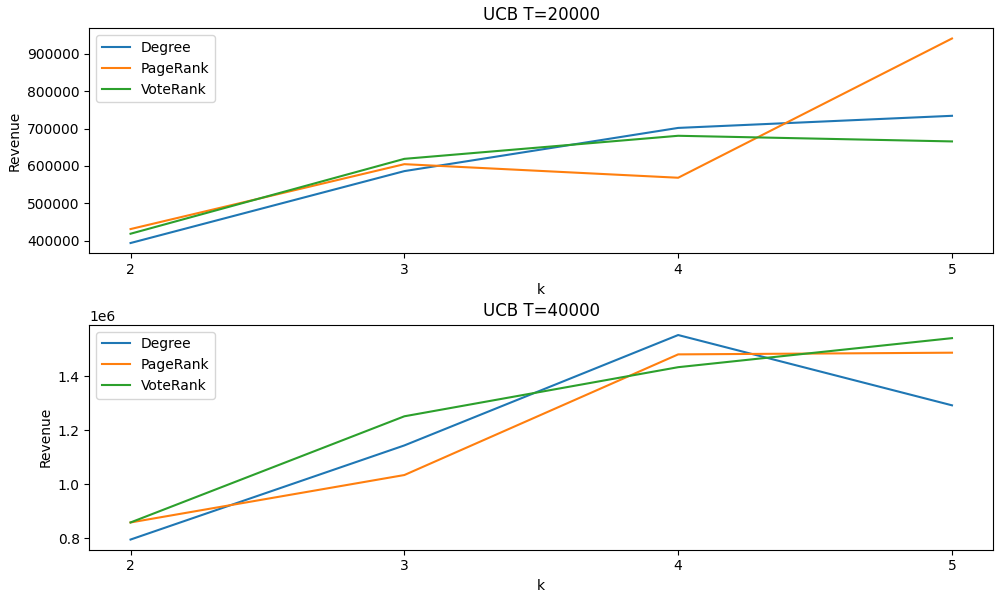 UCB T=20000
Degree
PageRank
VoteRank
900000
800000
700000
600000
500000
400000
Revenue
2 3 4 5
k
UCB T=40000
1e6
Degree
PageRank
VoteRank
1.4
1.2
1.0
0.8
Revenue
2 3 4 5
k